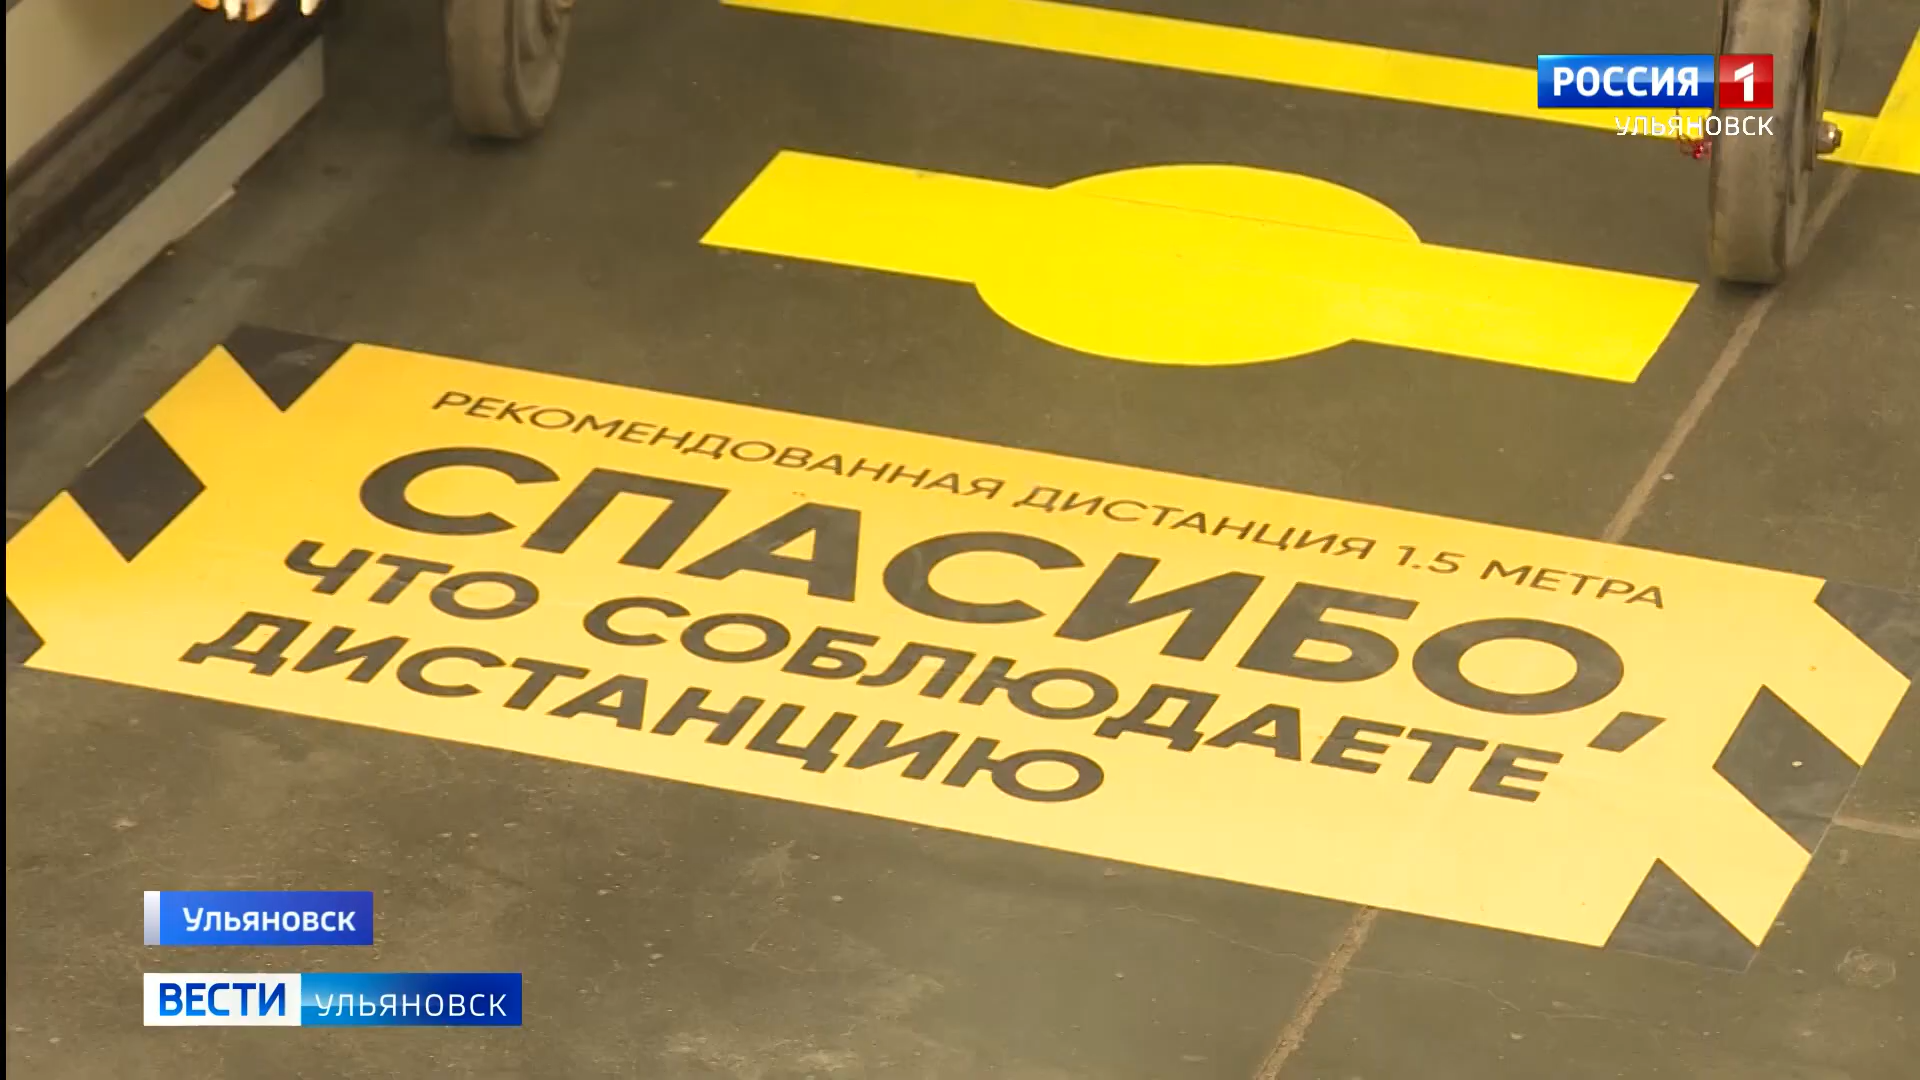 РОССИЯ 1
УЛЬЯНОВСК
РЕКОМЕНДОВАННАЯ ДИСТАНЦИЯ 1.5 МЕТРА
СПАСИБО,
ЧТО СОБЛЮДАЕТЕ
ДИСТАНЦИЮ
Ульяновск
ВЕСТИ УЛЬЯНОВСК